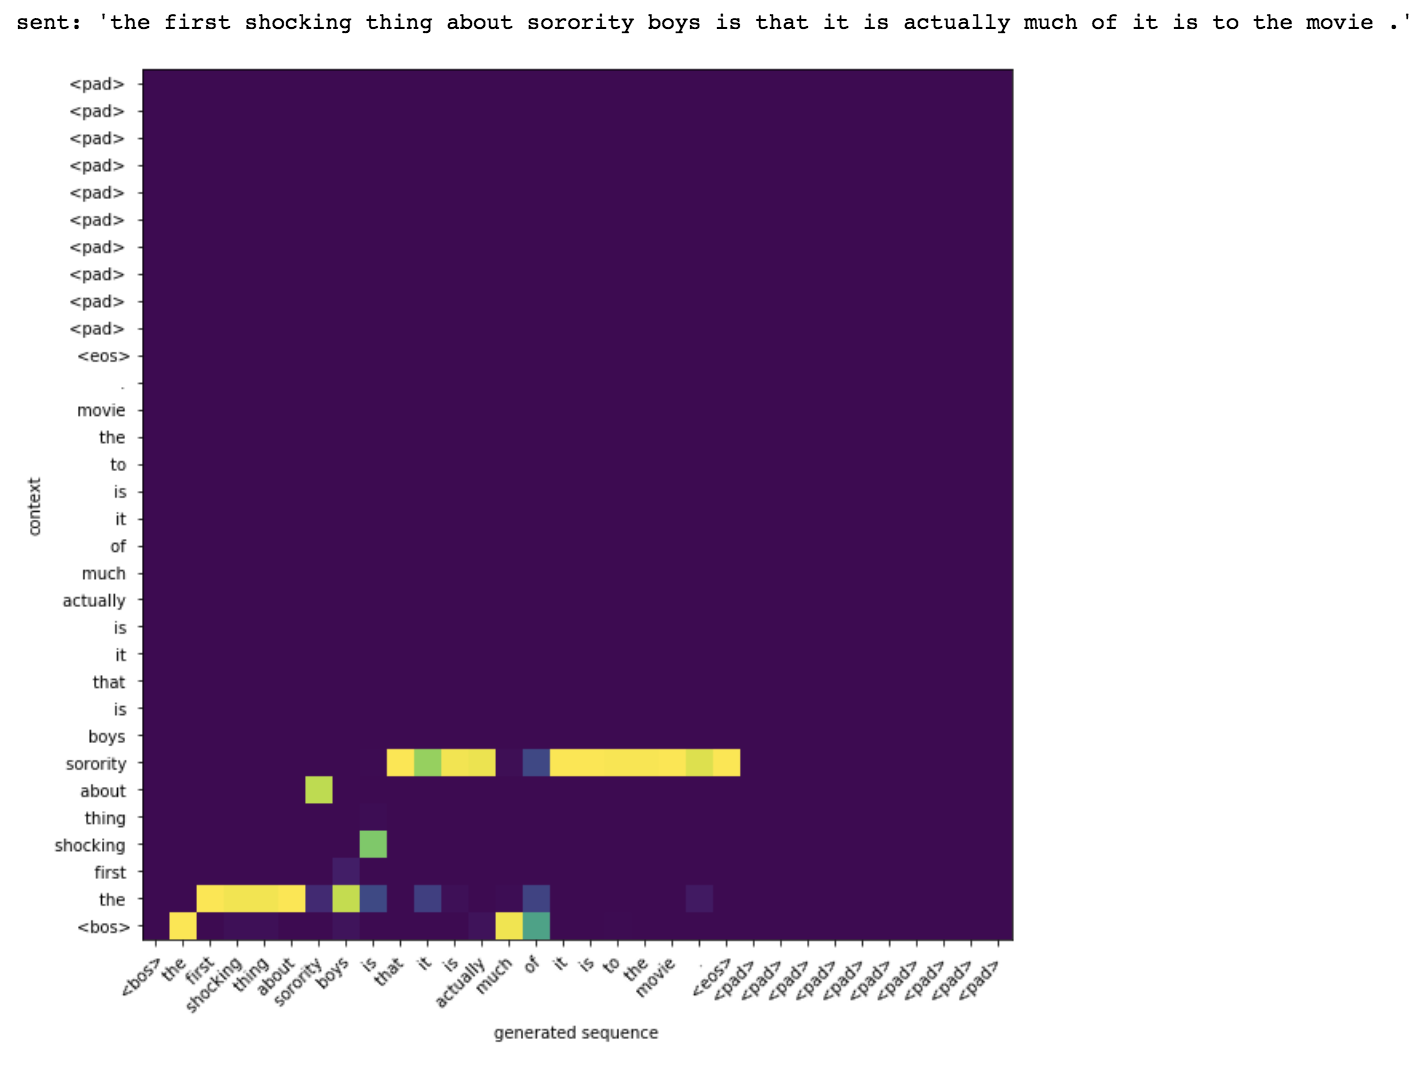 sent: 'the first shocking thing about sorority boys is that it is actually much of it is to the movie .'
<pad>
<pad>
<pad>
<pad>
<pad>
<pad>
<pad>
<pad>
<pad>
<pad>
<eos>
.
movie
the
to
is
it
of
much
actually
is
it
that
is
boys
sorority
about
thing
shocking
first
the
<bos>
context
<bos> the first shocking thing about sorority boys is that it is actually much of it is to the movie . <eos> <pad> <pad> <pad> <pad> <pad> <pad> <pad> <pad> <pad> <pad>
generated sequence